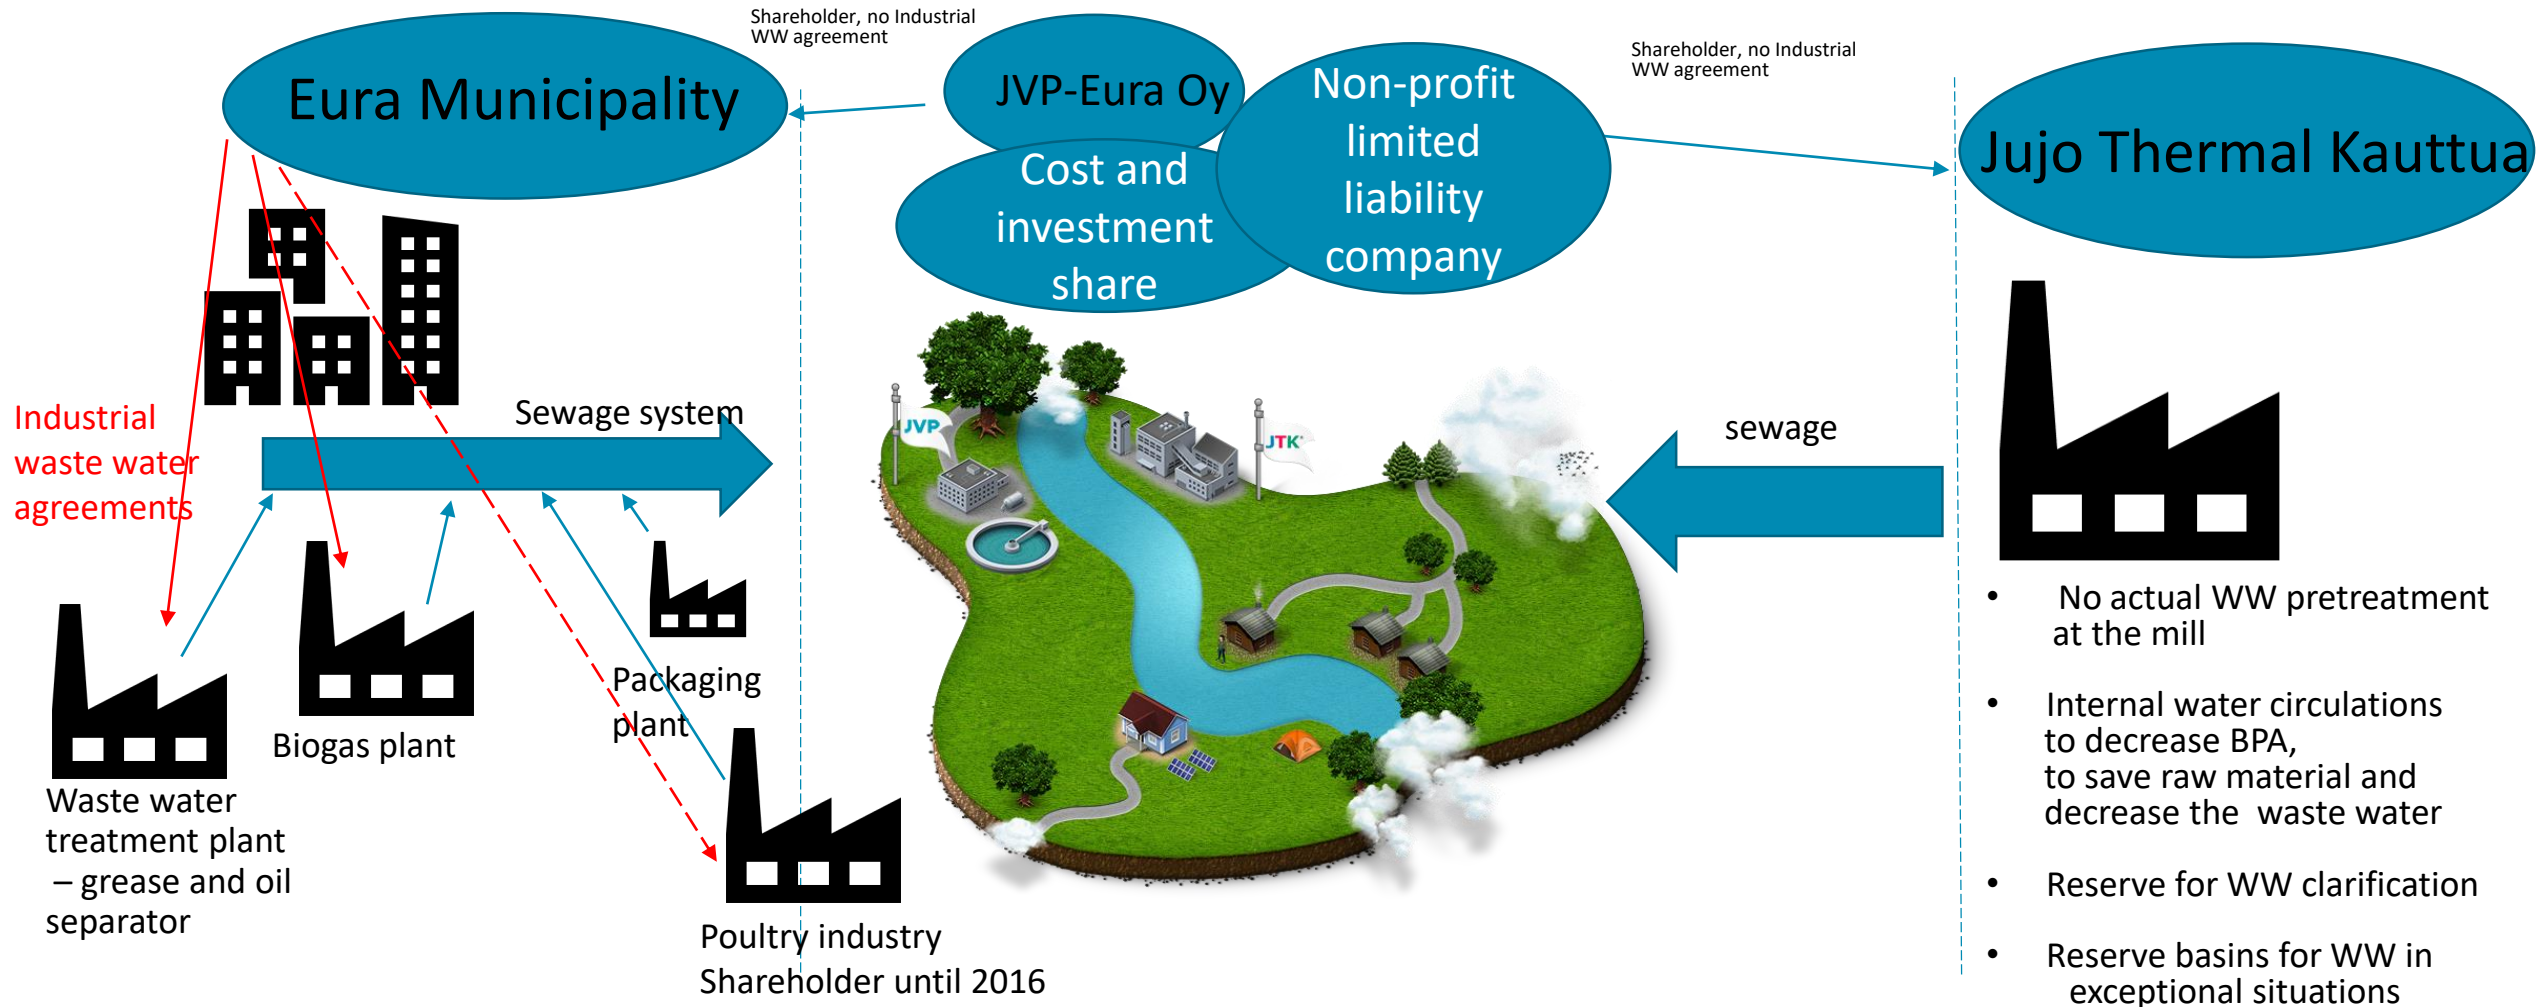 Shareholder, no Industrial
WW agreement
Eura Municipality
JVP-Eura Oy
Cost and
investment
share
Non-profit
limited
liability
company
Shareholder, no Industrial
WW agreement
Jujo Thermal Kauttua
Industrial
waste water
agreements
Sewage system
JVP
JTK
sewage
Waste water
treatment plant
– grease and oil
separator
Biogas plant
Packaging
plant
Poultry industry
Shareholder until 2016
• No actual WW pretreatment
at the mill
• Internal water circulations
to decrease BPA,
to save raw material and
decrease the waste water
• Reserve for WW clarification
• Reserve basins for WW in
exceptional situations